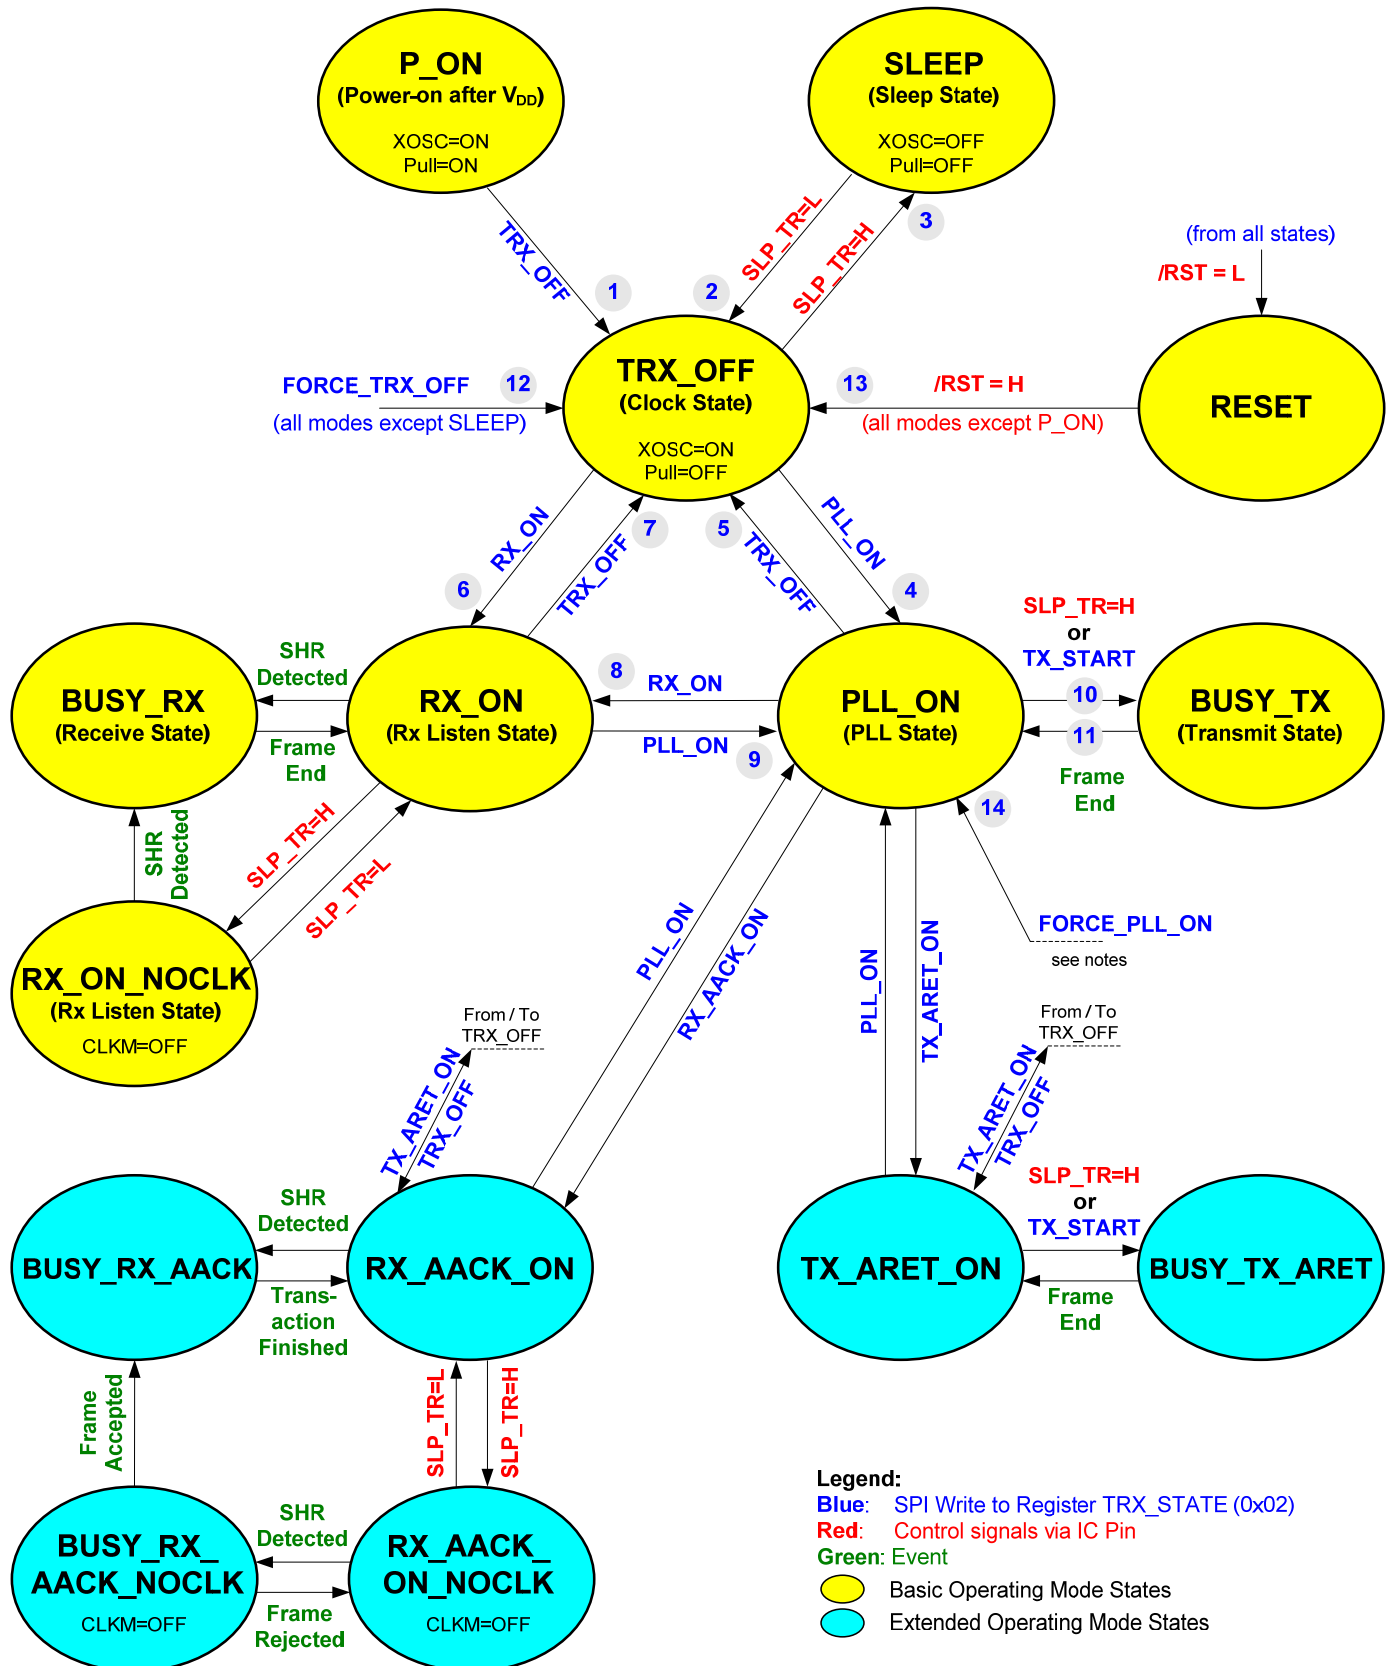 P_ON
(Power-on after VDD)
XOSC=ON
Pull=ON
SLEEP
(Sleep State)
XOSC=OFF
Pull=OFF
TRX_OFF
1
2
SLP_TR=L
SLP_TR=H
3
(from all states)
/RST = L
FORCE_TRX_OFF
12
(all modes except SLEEP)
TRX_OFF
(Clock State)
XOSC=ON
Pull=OFF
13
/RST = H
(all modes except P_ON)
RESET
RX_ON
7
TRX_OFF
6
5
TRX_OFF
PLL_ON
4
SLP_TR=H
or
TX_START
BUSY_RX
(Receive State)
SHR
Detected
Frame
End
RX_ON
(Rx Listen State)
8
RX_ON
PLL_ON
9
PLL_ON
(PLL State)
10
11
Frame
End
BUSY_TX
(Transmit State)
14
SHR
Detected
SLP_TR=H
SLP_TR=L
RX_ON_NOCLK
(Rx Listen State)
CLKM=OFF
PLL_ON
RX_AACK_ON
PLL_ON
TX_ARET_ON
FORCE_PLL_ON
see notes
From / To
TRX_OFF
TX_ARET_ON
TRX_OFF
From / To
TRX_OFF
TX_ARET_ON
TRX_OFF
SLP_TR=H
or
TX_START
BUSY_RX_AACK
SHR
Detected
Trans-
action
Finished
RX_AACK_ON
TX_ARET_ON
Frame
End
BUSY_TX_ARET
Frame
Accepted
SLP_TR=L
SLP_TR=H
BUSY_RX_
AACK_NOCLK
CLKM=OFF
SHR
Detected
Frame
Rejected
RX_AACK_
ON_NOCLK
CLKM=OFF
Legend:
Blue: SPI Write to Register TRX_STATE (0x02)
Red: Control signals via IC Pin
Green: Event
Basic Operating Mode States
Extended Operating Mode States